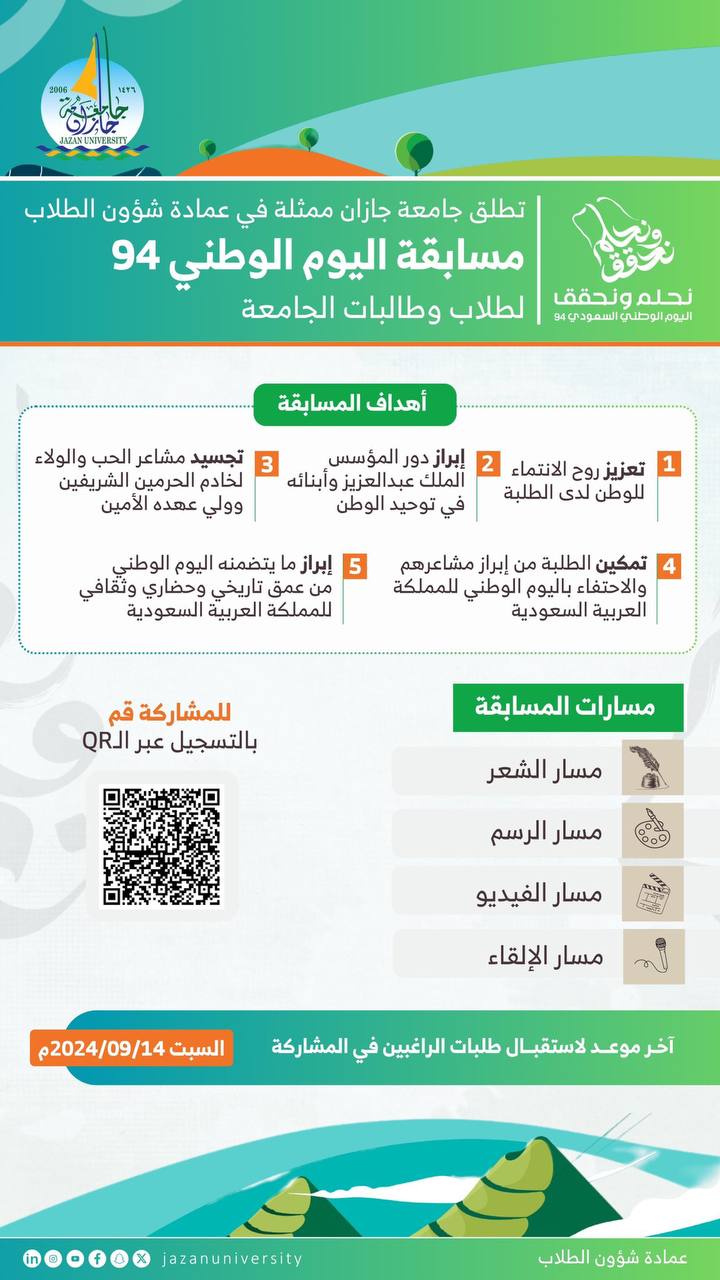 2006
١٤٢٦
جامعة جازان
JAZAN UNIVERSITY
نحلم ونحقق
نحلم ونحقق
اليوم الوطني السعودي 94
تطلق جامعة جازان ممثلة في عمادة شؤون الطلاب
مسابقة اليوم الوطني 94
لطلاب وطالبات الجامعة
أهداف المسابقة
1
تعزيز روح الانتماء
للوطن لدى الطلبة
2
إبراز دور المؤسس
الملك عبدالعزيز وأبنائه
في توحيد الوطن
3
تجسيد مشاعر الحب والولاء
لخادم الحرمين الشريفين
وولي عهده الأمين
4
تمكين الطلبة من إبراز مشاعرهم
والاحتفاء باليوم الوطني للمملكة
العربية السعودية
5
إبراز ما يتضمنه اليوم الوطني
من عمق تاريخي وحضاري وثقافي
للمملكة العربية السعودية
مسارات المسابقة
مسار الشعر
مسار الرسم
مسار الفيديو
مسار الإلقاء
للمشاركة قم
بالتسجيل عبر الـQR
آخر موعـد لاستقبـال طلبات الراغبين في المشاركة
السبت 2024/09/14م
عمادة شؤون الطلاب
jazanuniversity